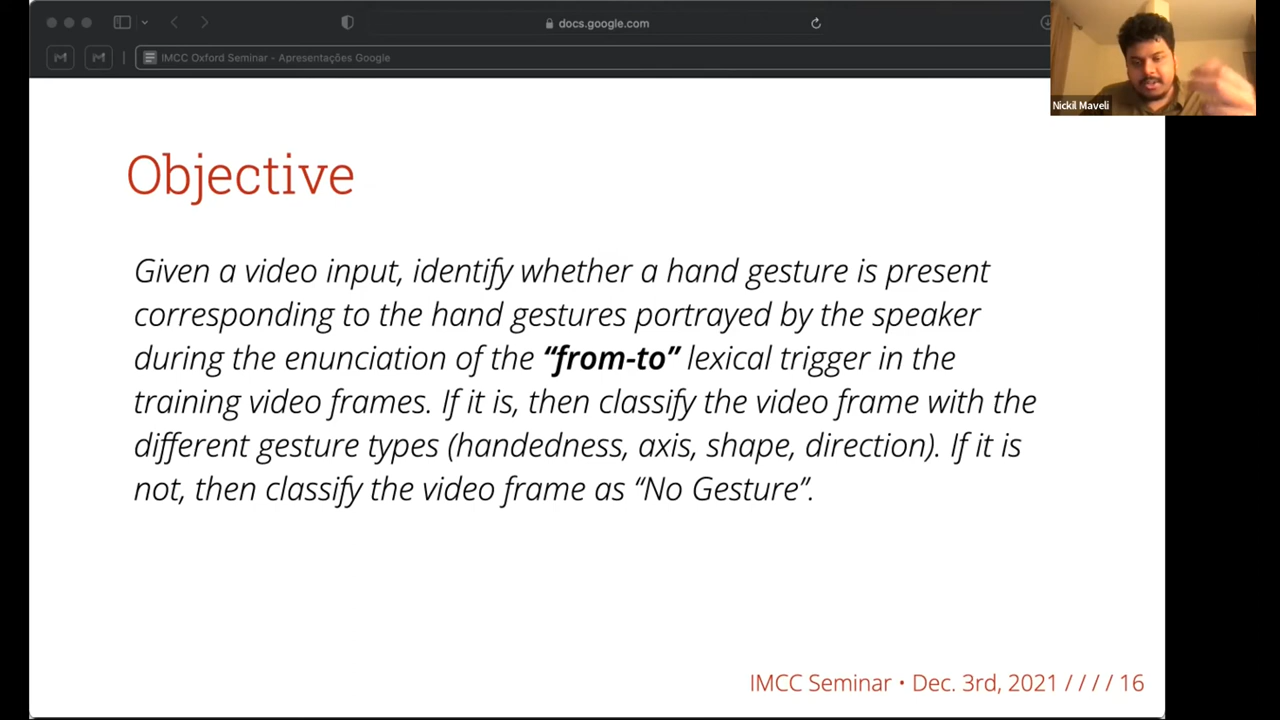 docs.google.com
IMCC Oxford Seminar - Apresentações Google
Nickil Maveli
Objective
Given a video input, identify whether a hand gesture is present
corresponding to the hand gestures portrayed by the speaker
during the enunciation of the “from-to” lexical trigger in the
training video frames. If it is, then classify the video frame with the
different gesture types (handedness, axis, shape, direction). If it is
not, then classify the video frame as “No Gesture”.
IMCC Seminar • Dec. 3rd, 2021 / / / / 16